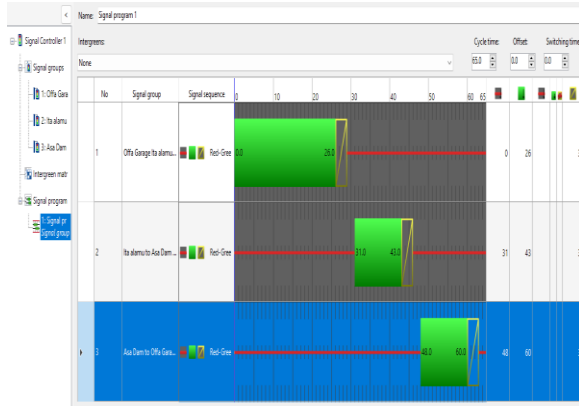 Name: Signal program 1
Signal Controller 1
Intergreens:
Cycle time: Offset: Switching time
None
65.0 0.0 0.0
Signal groups
1: Offa Gara
2: Ita alamu
3: Asa Dam
Intergreen matr
Signal program
1: Signal pr
Signal group
No Signal group Signal sequence 0 10 20 30 40 50 60 65
1 Offa Garage Ita alamu... Red-Gree 0.0 26.0 0 26
2 Ita alamu to Asa Dam ... Red-Gree 31.0 43.0 31 43
3 Asa Dam to Offa Gara... Red-Gree 48.0 60.0 48 60